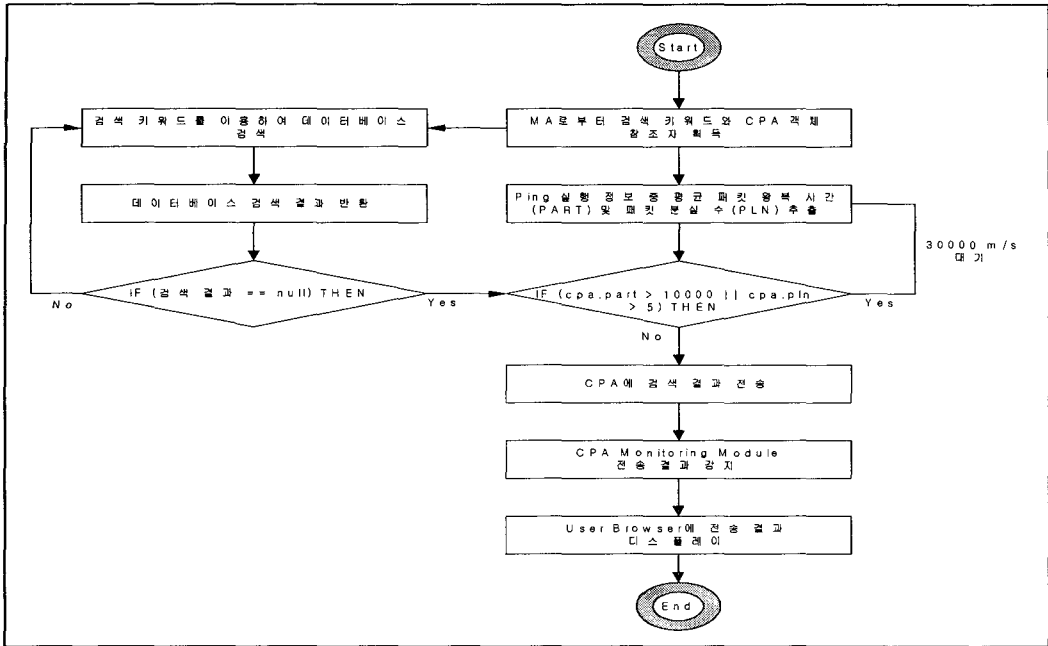 Start
검색 키워드를 이용하여 데이터베이스
검색
MA로부터 검색 키워드와 CPA 객체
참조자 획득
데이터베이스 검색 결과 반환
Ping 실행 정보중 평균 패킷 왕복 시간
(PART) 및 패킷 분실 수 (PLN) 추출
30000 m/s
대기
No
iF (검색 결과 == null) THEN
Yes
iF (cpa.part > 10000 || cpa.pln
> 5) THEN
Yes
No
CPA에 검색 결과 전송
CPA Monitoring Module
전송 결과 감지
User Browser에 전송 결과
디스플레이
End